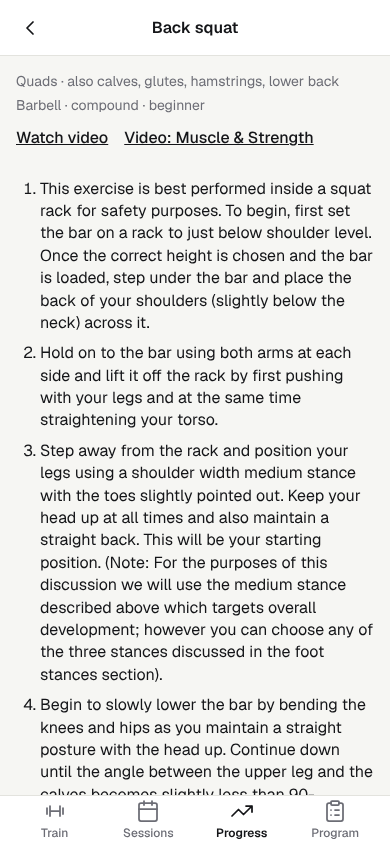 Back squat
Quads · also calves, glutes, hamstrings, lower back
Barbell · compound · beginner
Watch video Video: Muscle & Strength
1. This exercise is best performed inside a squat
rack for safety purposes. To begin, first set
the bar on a rack to just below shoulder level.
Once the correct height is chosen and the bar
is loaded, step under the bar and place the
back of your shoulders (slightly below the
neck) across it.
2. Hold on to the bar using both arms at each
side and lift it off the rack by first pushing
with your legs and at the same time
straightening your torso.
3. Step away from the rack and position your
legs using a shoulder width medium stance
with the toes slightly pointed out. Keep your
head up at all times and also maintain a
straight back. This will be your starting
position. (Note: For the purposes of this
discussion we will use the medium stance
described above which targets overall
development; however you can choose any of
the three stances discussed in the foot
stances section).
4. Begin to slowly lower the bar by bending the
knees and hips as you maintain a straight
posture with the head up. Continue down
until the angle between the upper leg and the
calves becomes slightly less than 90-
Train Sessions Progress Program